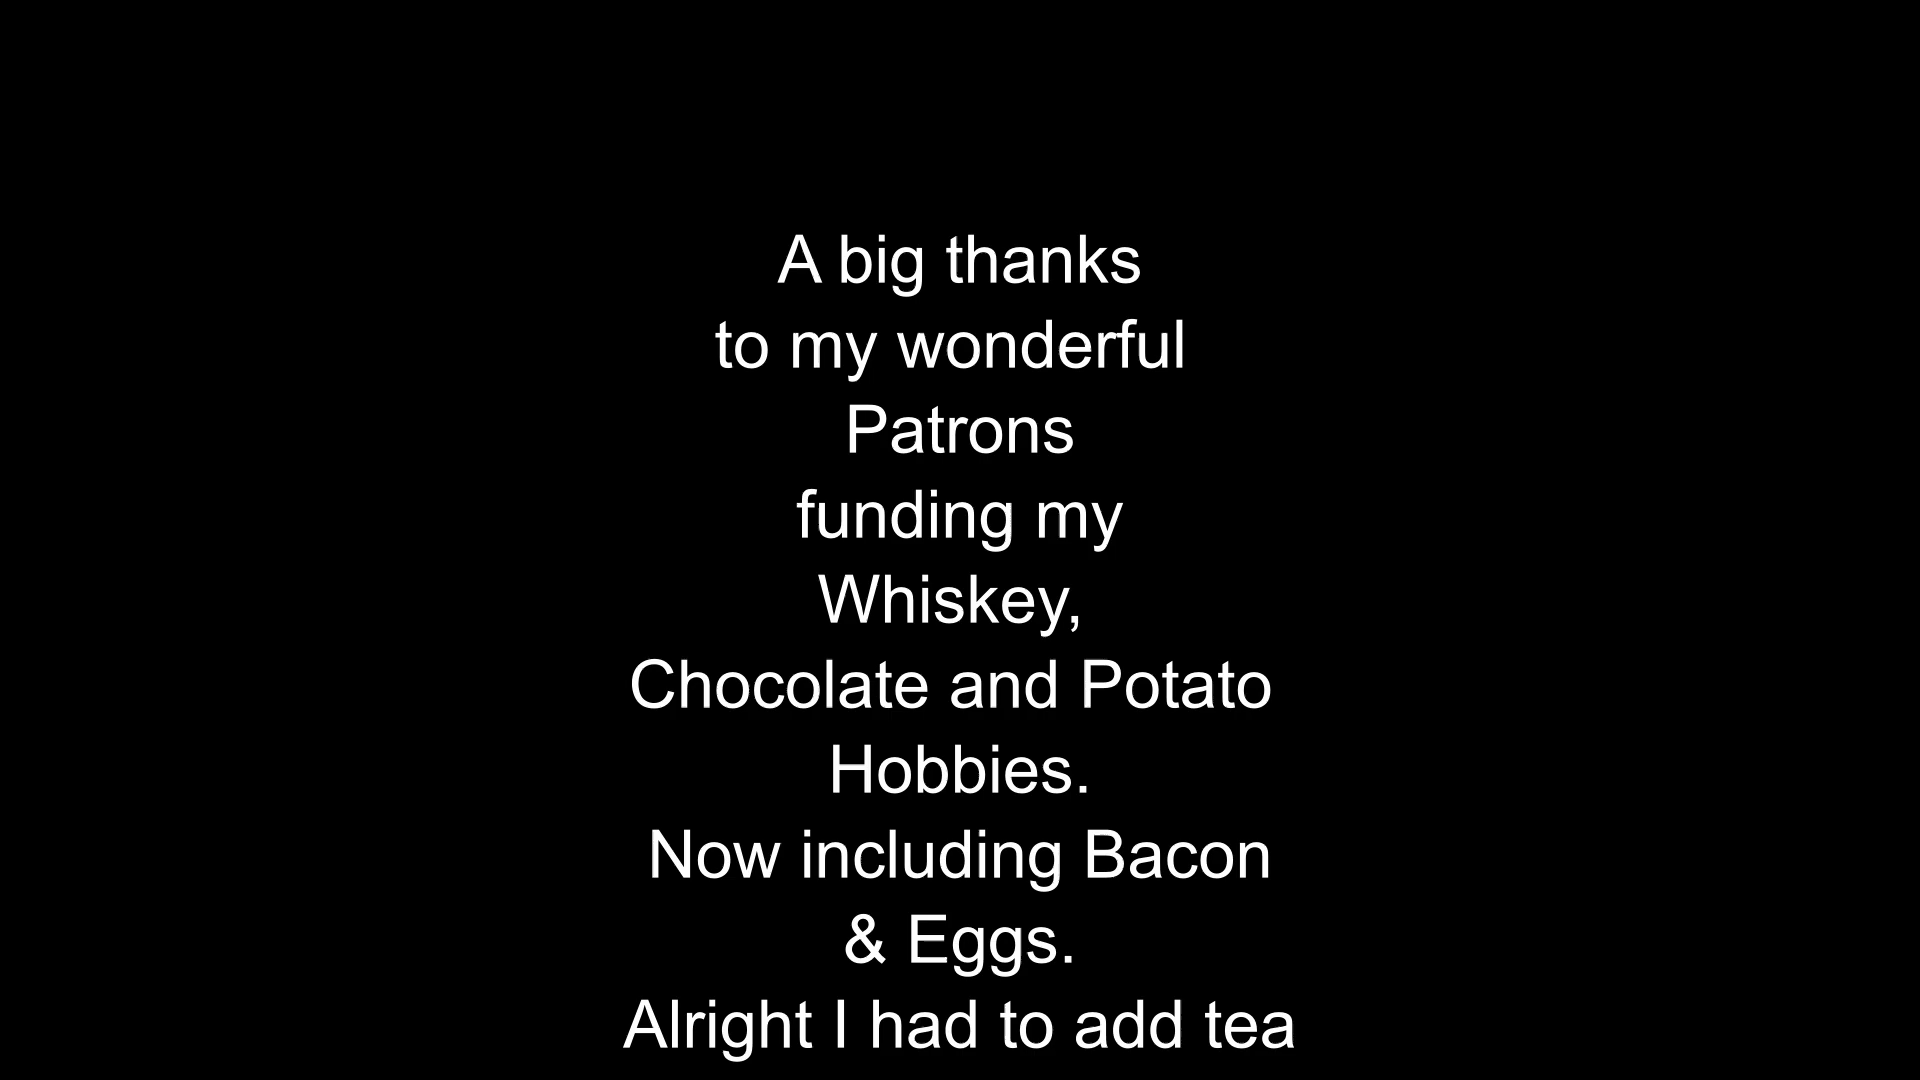 A big thanks
to my wonderful
Patrons
funding my
Whiskey,
Chocolate and Potato
Hobbies.
Now including Bacon
& Eggs.
Alright I had to add tea